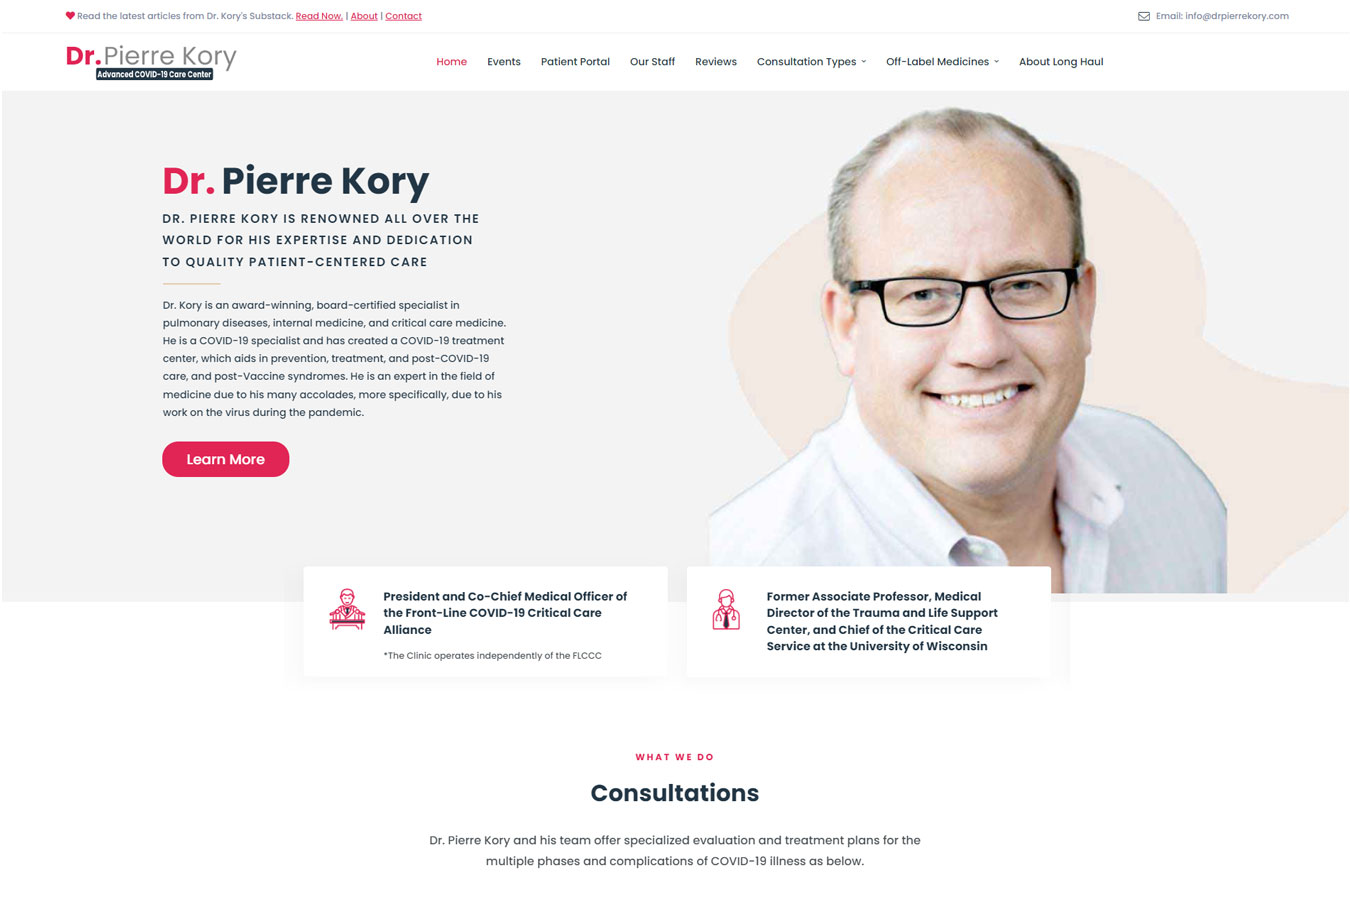 Read the latest articles from Dr. Kory's Substack. Read Now. | About | Contact
Email: info@drpierrekory.com
Dr.Pierre Kory
Advanced COVID-19 Care Center
Home Events Patient Portal Our Staff Reviews Consultation Types Off-Label Medicines About Long Haul
Dr. Pierre Kory
DR. PIERRE KORY IS RENOWNED ALL OVER THE
WORLD FOR HIS EXPERTISE AND DEDICATION
TO QUALITY PATIENT-CENTERED CARE
Dr. Kory is an award-winning, board-certified specialist in
pulmonary diseases, internal medicine, and critical care medicine.
He is a COVID-19 specialist and has created a COVID-19 treatment
center, which aids in prevention, treatment, and post-COVID-19
care, and post-Vaccine syndromes. He is an expert in the field of
medicine due to his many accolades, more specifically, due to his
work on the virus during the pandemic.
Learn More
President and Co-Chief Medical Officer of
the Front-Line COVID-19 Critical Care
Alliance
*The Clinic operates independently of the FLCCC
Former Associate Professor, Medical
Director of the Trauma and Life Support
Center, and Chief of the Critical Care
Service at the University of Wisconsin
WHAT WE DO
Consultations
Dr. Pierre Kory and his team offer specialized evaluation and treatment plans for the
multiple phases and complications of COVID-19 illness as below.